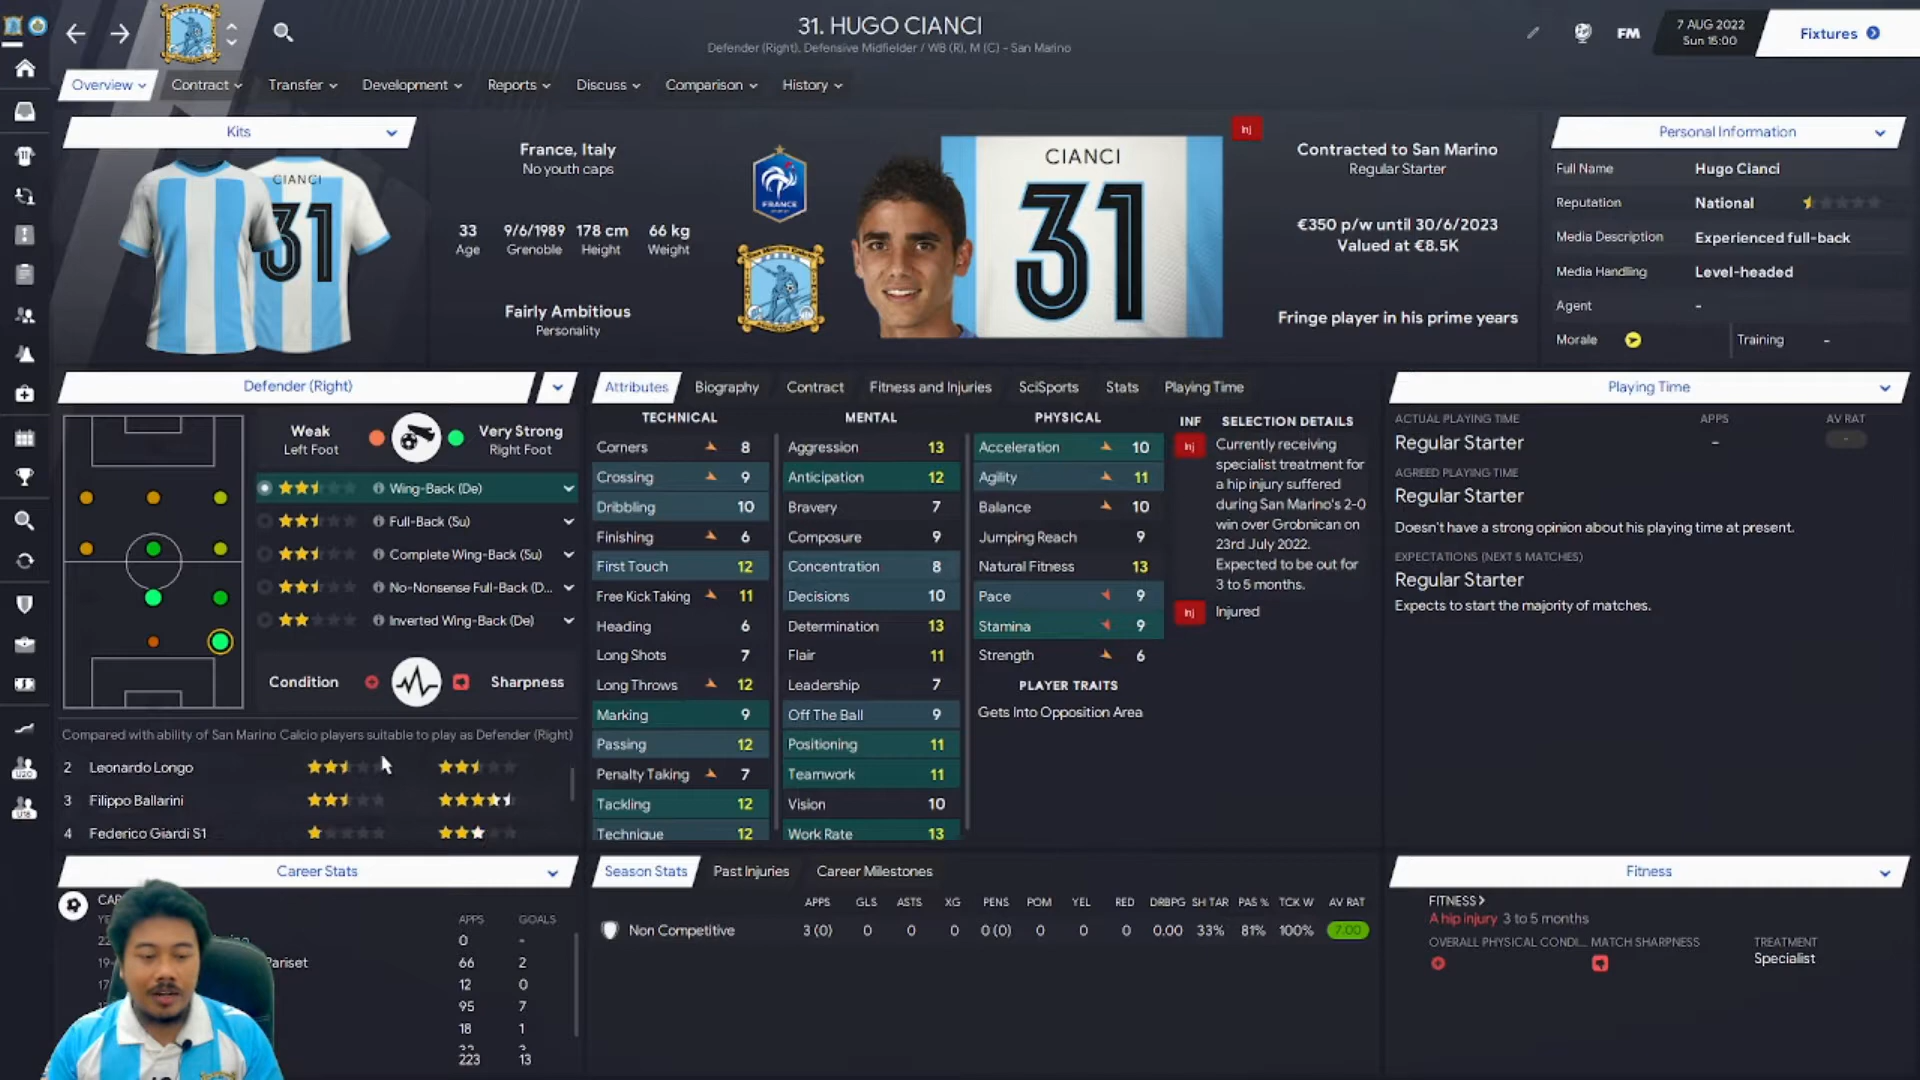 31. HUGO CIANCI
Defender (Right), Defensive Midfielder / WB (R), M (C) - San Marino
FM
7 AUG 2022
Sun 15:00
Fixtures
Overview
Contract
Transfer
Development
Reports
Discuss
Comparison
History
Kits
CIANCI
31
France, Italy
No youth caps
33
Age
9/6/1989
Grenoble
178 cm
Height
66 kg
Weight
Fairly Ambitious
Personality
FRANCE
CIANCI
31
Inj
Contracted to San Marino
Regular Starter
€350 p/w until 30/6/2023
Valued at €8.5K
Fringe player in his prime years
Personal Information
Full Name Hugo Cianci
Reputation National
Media Description Experienced full-back
Media Handling Level-headed
Agent -
Morale
Training -
Defender (Right)
Weak
Left Foot
Very Strong
Right Foot
Wing-Back (De)
Full-Back (Su)
Complete Wing-Back (Su)
No-Nonsense Full-Back (D...
Inverted Wing-Back (De)
Condition
Sharpness
Compared with ability of San Marino Calcio players suitable to play as Defender (Right)
2 Leonardo Longo
3 Filippo Ballarini
4 Federico Giardi S1
Attributes
Biography
Contract
Fitness and Injuries
SciSports
Stats
Playing Time
TECHNICAL
Corners 8
Crossing 9
Dribbling 10
Finishing 6
First Touch 12
Free Kick Taking 11
Heading 6
Long Shots 7
Long Throws 12
Marking 9
Passing 12
Penalty Taking 7
Tackling 12
Technique 12
MENTAL
Aggression 13
Anticipation 12
Bravery 7
Composure 9
Concentration 8
Decisions 10
Determination 13
Flair 11
Leadership 7
Off The Ball 9
Positioning 11
Teamwork 11
Vision 10
Work Rate 13
PHYSICAL
Acceleration 10
Agility 11
Balance 10
Jumping Reach 9
Natural Fitness 13
Pace 9
Stamina 9
Strength 6
PLAYER TRAITS
Gets Into Opposition Area
INF
SELECTION DETAILS
Inj
Currently receiving
specialist treatment for
a hip injury suffered
during San Marino's 2-0
win over Grobnican on
23rd July 2022.
Expected to be out for
3 to 5 months.
Inj
Injured
Playing Time
ACTUAL PLAYING TIME
APPS
AV RAT
Regular Starter
-
-
AGREED PLAYING TIME
Regular Starter
Doesn't have a strong opinion about his playing time at present.
EXPECTATIONS (NEXT 5 MATCHES)
Regular Starter
Expects to start the majority of matches.
Career Stats
APPS GOALS
0 -
Pariset 66 2
12 0
95 7
18 1
223 13
Season Stats
Past Injuries
Career Milestones
APPS GLS ASTS XG PENS POM YEL RED DRBPG SH TAR PAS % TCK W AV RAT
Non Competitive 3 (0) 0 0 0 0 (0) 0 0 0 0.00 33% 81% 100% 7.00
Fitness
FITNESS
A hip injury 3 to 5 months
OVERALL PHYSICAL CONDI... MATCH SHARPNESS
TREATMENT
Specialist
U20
U18